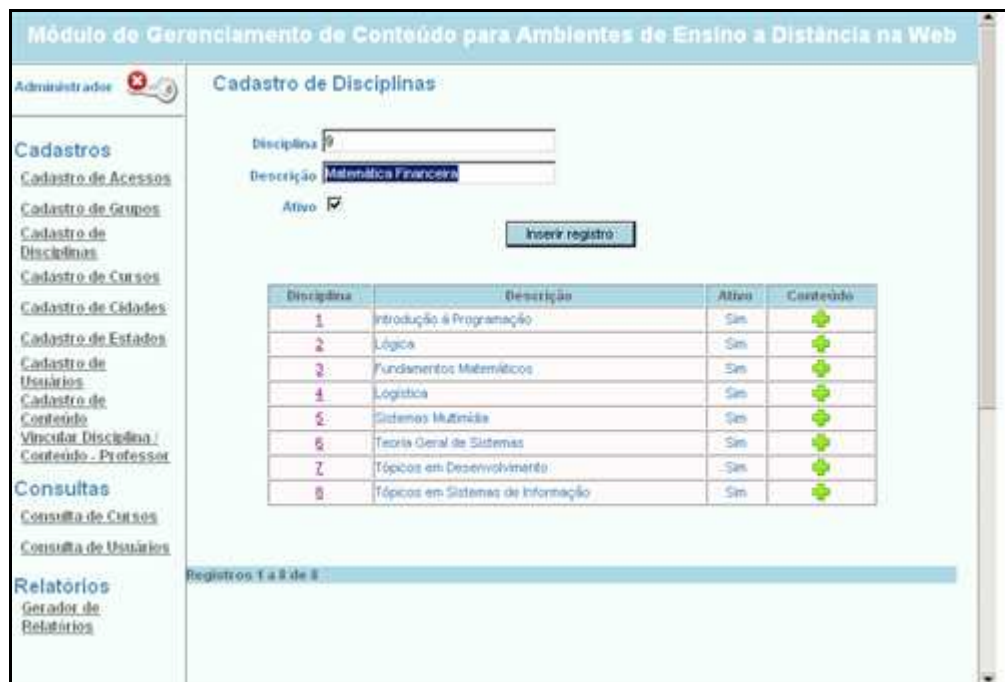 Módulo de Gerenciamento de Conteúdo para Ambientes de Ensino a Distância na Web
Administrador
Cadastros
Cadastro de Acessos
Cadastro de Grupos
Cadastro de
Disciplinas
Cadastro de Cursos
Cadastro de Cidades
Cadastro de Estados
Cadastro de
Usuários
Cadastro de
Conteúdo
Vincular Disciplina /
Conteúdo - Professor
Consultas
Consulta de Cursos
Consulta de Usuários
Relatórios
Gerador de
Relatórios
Cadastro de Disciplinas
Disciplina 9
Descrição Matemática Financeira
Ativo
Inserir registro
Disciplina Descrição Ativo Conteúdo
1 Introdução á Programação Sim
2 Lógica Sim
3 Fundamentos Matemáticos Sim
4 Logística Sim
5 Sistemas Multimídia Sim
6 Teoria Geral de Sistemas Sim
7 Tópicos em Desenvolvimento Sim
8 Tópicos em Sistemas de Informação Sim
Registros 1 a 8 de 8